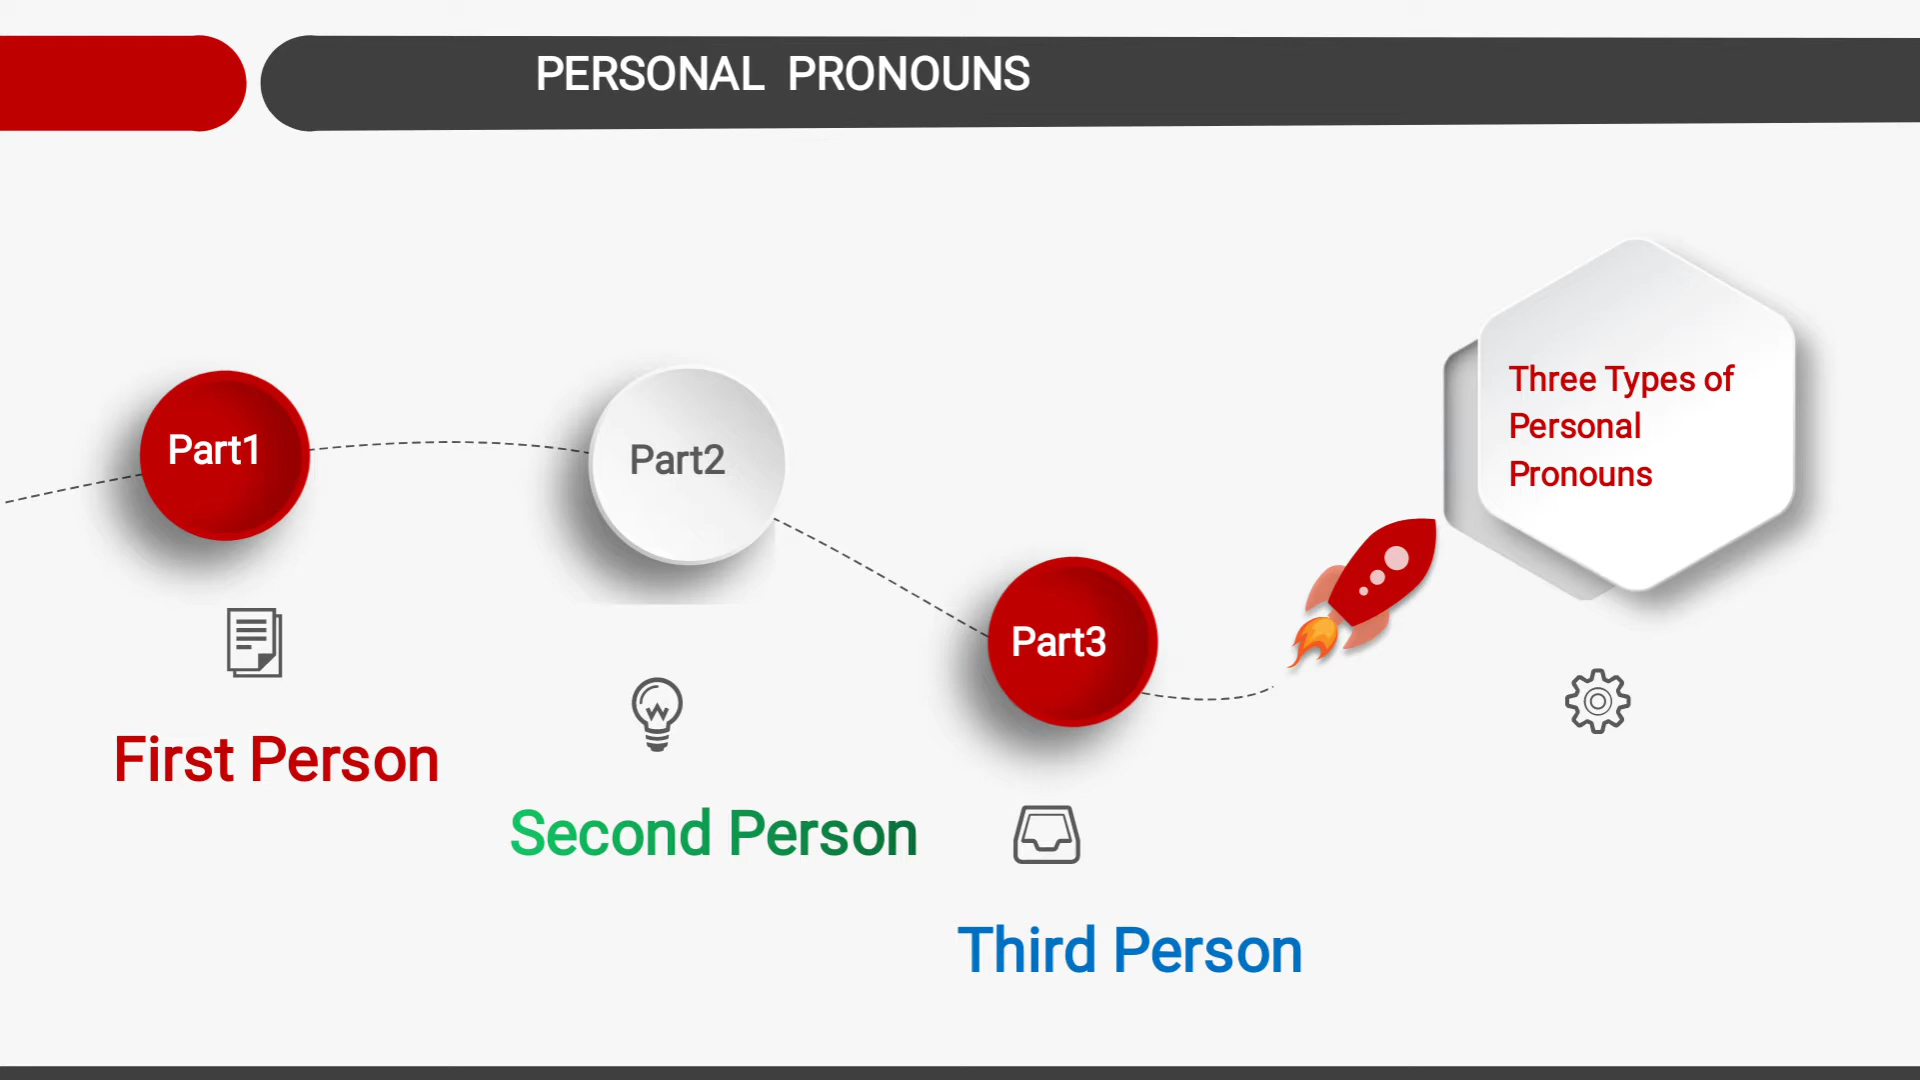 PERSONAL PRONOUNS
Part1
Part2
Part3
Three Types of
Personal
Pronouns
First Person
Second Person
Third Person